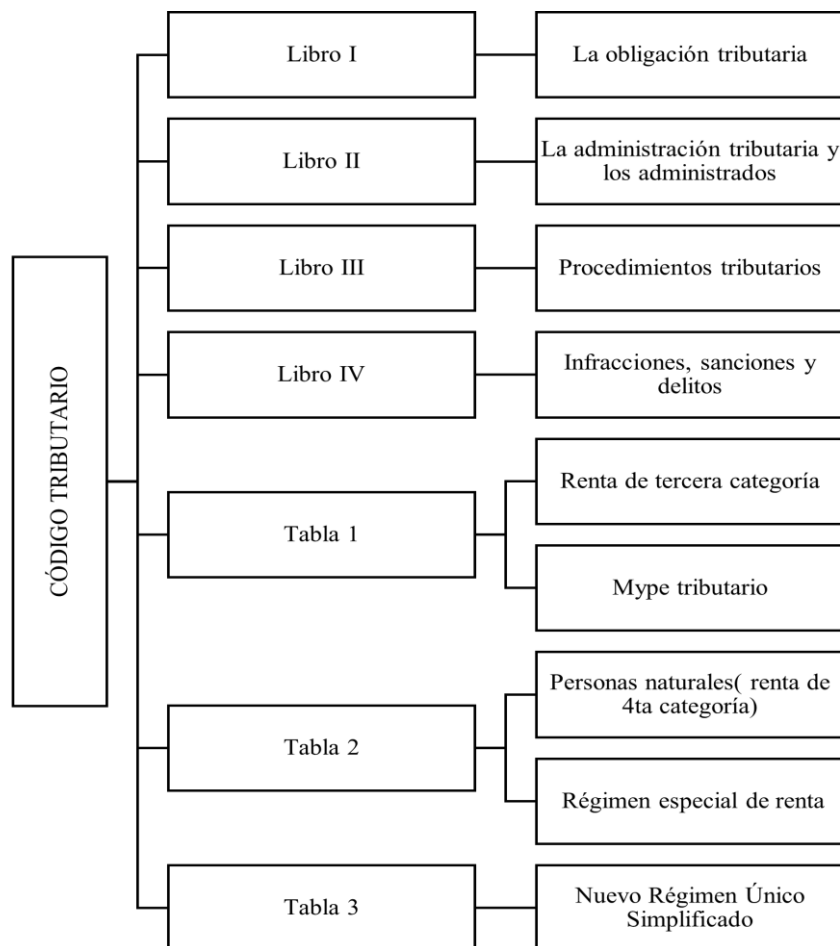 CÓDIGO TRIBUTARIO
Libro I
La obligación tributaria
Libro II
La administración tributaria y
los administrados
Libro III
Procedimientos tributarios
Libro IV
Infracciones, sanciones y
delitos
Tabla 1
Renta de tercera categoría
Mype tributario
Tabla 2
Personas naturales( renta de
4ta categoría)
Régimen especial de renta
Tabla 3
Nuevo Régimen Único
Simplificado